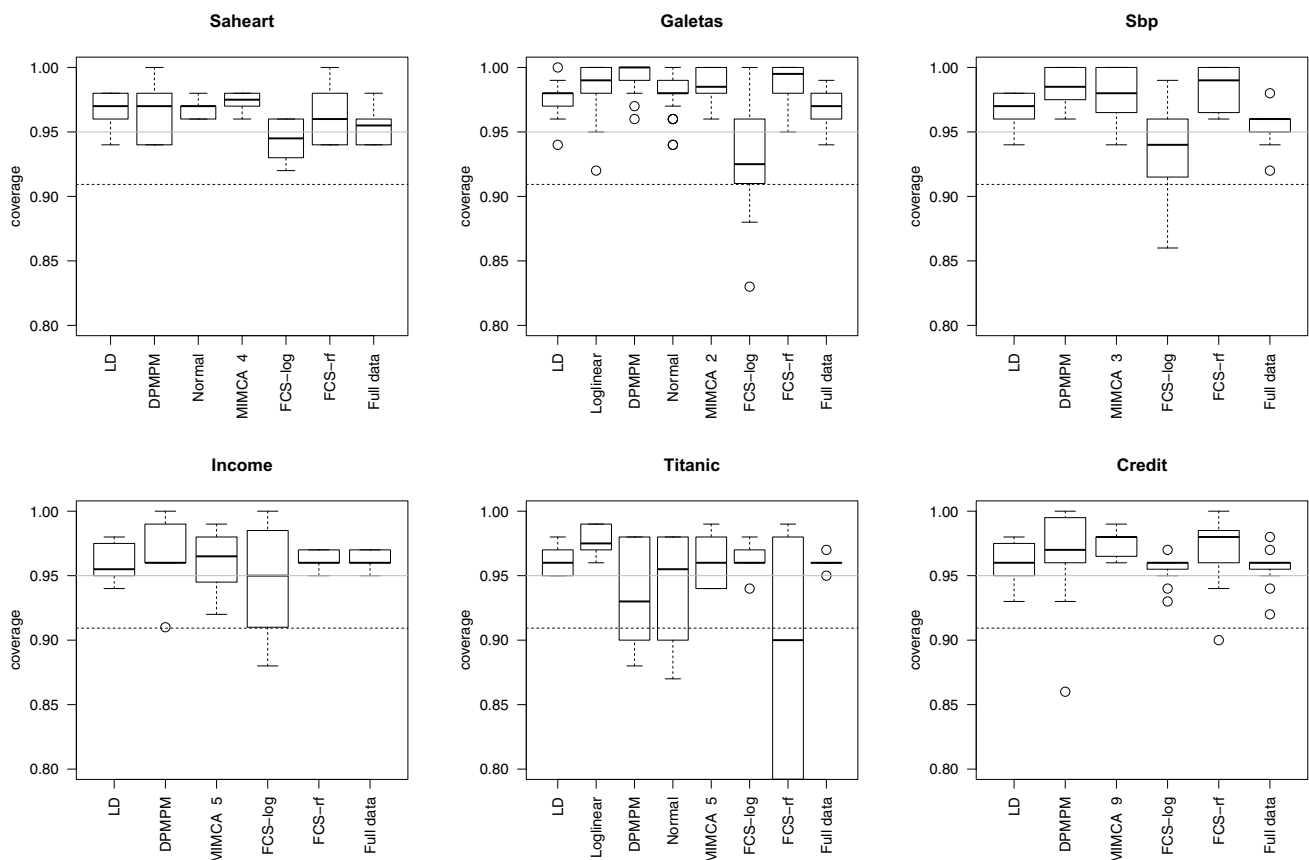 Saheart
coverage
1.00
0.95
0.90
0.85
0.80
LD
DPMPM
Normal
MIMCA 4
FCS-log
FCS-rf
Full data
Galetas
coverage
1.00
0.95
0.90
0.85
0.80
LD
Loglinear
DPMPM
Normal
MIMCA 2
FCS-log
FCS-rf
Full data
Sbp
coverage
1.00
0.95
0.90
0.85
0.80
LD
DPMPM
MIMCA 3
FCS-log
FCS-rf
Full data
Income
coverage
1.00
0.95
0.90
0.85
0.80
LD
DPMPM
MIMCA 5
FCS-log
FCS-rf
Full data
Titanic
coverage
1.00
0.95
0.90
0.85
0.80
LD
Loglinear
DPMPM
Normal
MIMCA 5
FCS-log
FCS-rf
Full data
Credit
coverage
1.00
0.95
0.90
0.85
0.80
LD
DPMPM
MIMCA 9
FCS-log
FCS-rf
Full data